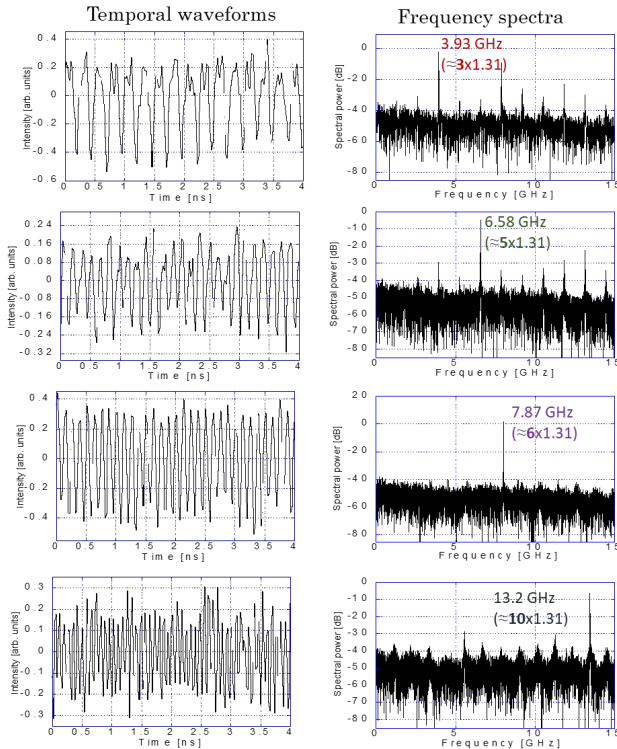 Temporal waveforms
Frequency spectra
Intensity [arb. units]
0.4
0.2
0
-0.2
-0.4
-0.6
0 0.5 1 1.5 2 2.5 3 3.5 4
Time [ns]
Spectral power [dB]
0
-20
-40
-60
-80
3.93 GHz
(≈3x1.31)
5 10 15
Frequency [GHz]
Intensity [arb. units]
0.24
0.16
0.08
0
-0.08
-0.16
-0.24
-0.32
0 0.5 1 1.5 2 2.5 3 3.5 4
Time [ns]
Spectral power [dB]
0
-10
-20
-30
-40
-50
-60
-70
-80
6.58 GHz
(≈5x1.31)
5 10 15
Frequency [GHz]
Intensity [arb. units]
0.4
0.2
0
-0.2
-0.4
0 0.5 1 1.5 2 2.5 3 3.5 4
Time [ns]
Spectral power [dB]
20
0
-20
-40
-60
-80
7.87 GHz
(≈6x1.31)
5 10 15
Frequency [GHz]
Intensity [arb. units]
0.3
0.2
0.1
0
-0.1
-0.2
-0.3
0 0.5 1 1.5 2 2.5 3 3.5 4
Time [ns]
Spectral power [dB]
0
-10
-20
-30
-40
-50
-60
-70
-80
13.2 GHz
(≈10x1.31)
0 5 10 15
Frequency [GHz]